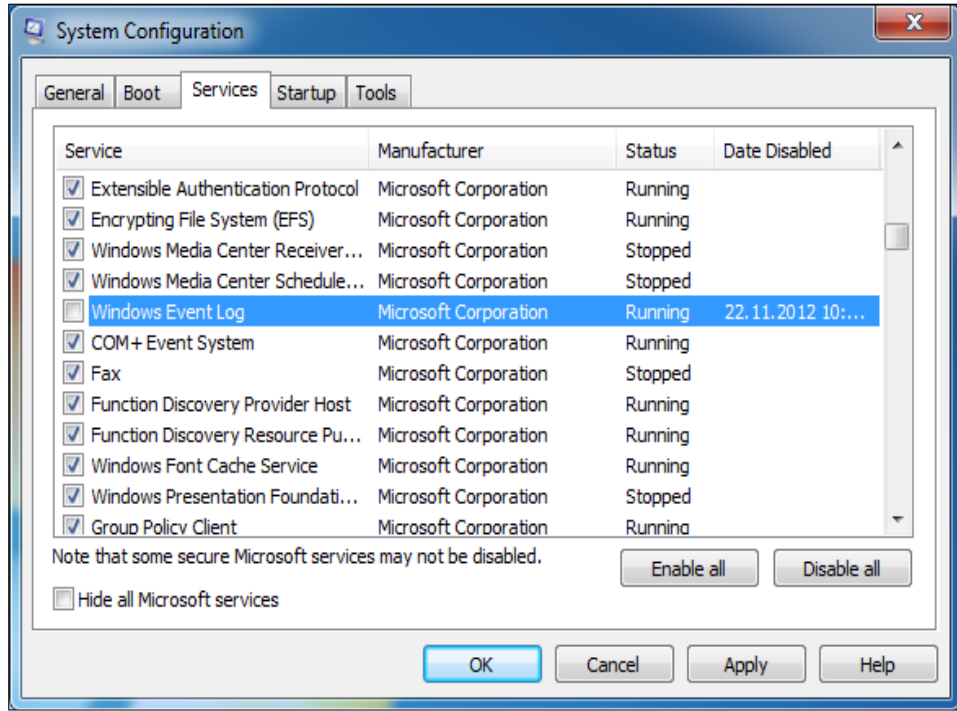 System Configuration
General Boot Services Startup Tools
Service Manufacturer Status Date Disabled
Extensible Authentication Protocol Microsoft Corporation Running
Encrypting File System (EFS) Microsoft Corporation Running
Windows Media Center Receiver... Microsoft Corporation Stopped
Windows Media Center Schedule... Microsoft Corporation Stopped
Windows Event Log Microsoft Corporation Running 22.11.2012 10:...
COM+ Event System Microsoft Corporation Running
Fax Microsoft Corporation Stopped
Function Discovery Provider Host Microsoft Corporation Running
Function Discovery Resource Pu... Microsoft Corporation Running
Windows Font Cache Service Microsoft Corporation Running
Windows Presentation Foundati... Microsoft Corporation Stopped
Group Policy Client Microsoft Corporation Running
Note that some secure Microsoft services may not be disabled.
Enable all Disable all
Hide all Microsoft services
OK Cancel Apply Help